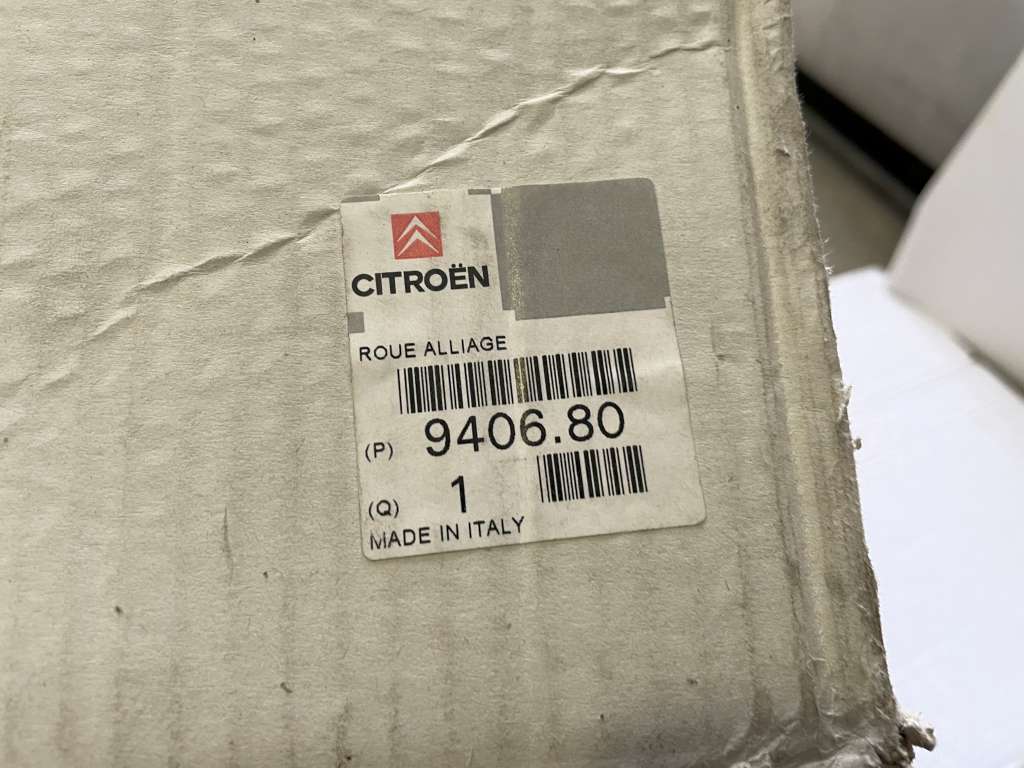 CITROËN
ROUE ALLIAGE
(P) 9406.80
(Q) 1
MADE IN ITALY